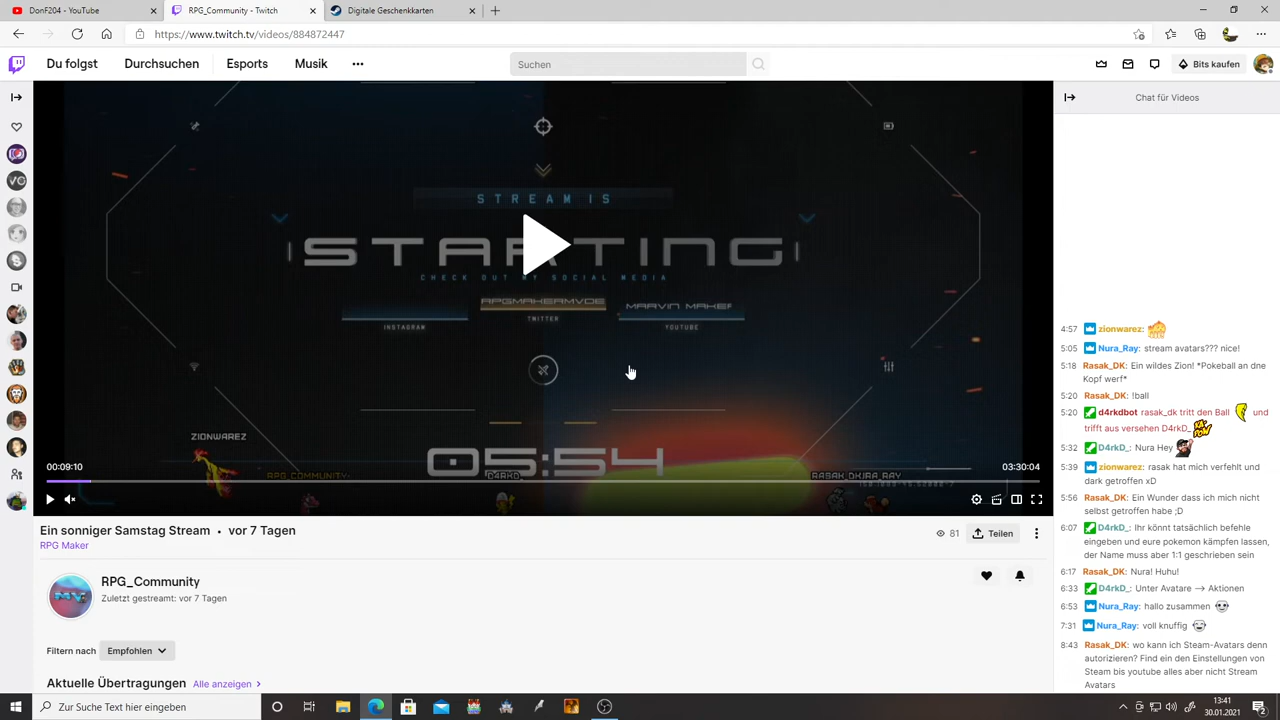 DonF204 - YouTube
RPG_Community - Twitch
Digitale Geschenkkarten
https://www.twitch.tv/videos/884872447
Du folgst
Durchsuchen
Esports
Musik
Suchen
Bits kaufen
Chat für Videos
STREAM IS
STARTING
CHECK OUT MY SOCIAL MEDIA
RPGMAKERMVDE
MARVIN MAKER
INSTAGRAM
TWITTER
YOUTUBE
ZIONWAREZ
05:54
RPG_COMMUNITY
D4RKD_
00:09:10
03:30:04
4:57 zionwarez:
5:05 Nura_Ray: stream avatars??? nice!
5:18 Rasak_DK: Ein wildes Zion! *Pokeball an dne
Kopf werf*
5:20 Rasak_DK: !ball
5:20 d4rkdbot rasak_dk tritt den Ball und
trifft aus versehen D4rkD_
5:32 D4rkD_: Nura Hey
5:39 zionwarez: rasak hat mich verfehlt und
dark getroffen xD
5:56 Rasak_DK: Ein Wunder dass ich mich nicht
selbst getroffen habe ;D
6:07 D4rkD_: Ihr könnt tatsächlich befehle
eingeben und eure pokemon kämpfen lassen,
der Name muss aber 1:1 geschrieben sein
6:17 Rasak_DK: Nura! Huhu!
6:33 D4rkD_: Unter Avatare --> Aktionen
6:53 Nura_Ray: hallo zusammen
7:31 Nura_Ray: voll knuffig
8:43 Rasak_DK: wo kann ich Steam-Avatars denn
autorizieren? Find ein den Einstellungen von
Steam bis youtube alles aber nicht Stream
Avatars
Ein sonniger Samstag Stream • vor 7 Tagen
81
Teilen
RPG Maker
RPG_Community
Zuletzt gestreamt: vor 7 Tagen
Filtern nach
Empfohlen
Aktuelle Übertragungen
Alle anzeigen
Zur Suche Text hier eingeben
13:41
30.01.2021